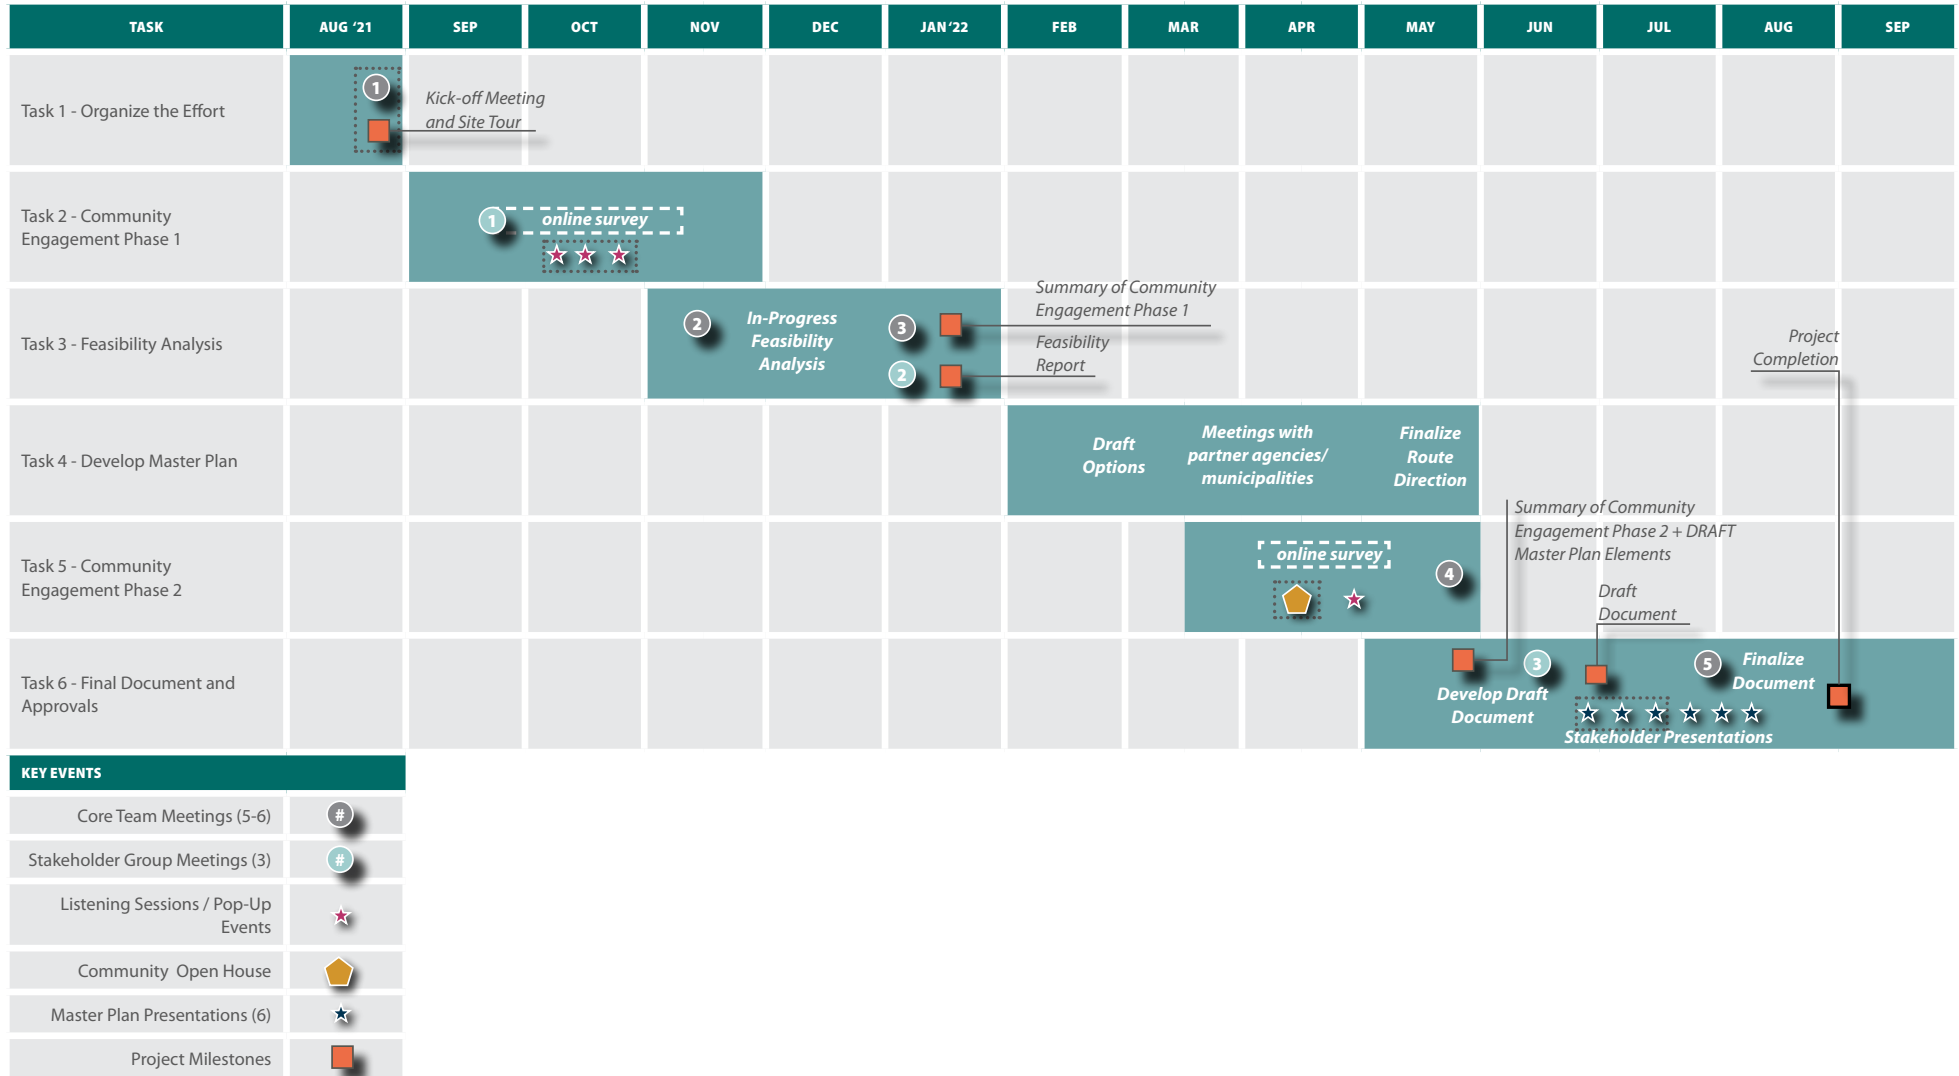 TASK
AUG ‘21
SEP
OCT
NOV
DEC
JAN‘22
FEB
MAR
APR
MAY
JUN
JUL
AUG
SEP
Task 1 - Organize the Effort
1
Kick-off Meeting
and Site Tour
Task 2 - Community
Engagement Phase 1
1
online survey
Task 3 - Feasibility Analysis
2
In-Progress
Feasibility
Analysis
3
2
Summary of Community
Engagement Phase 1
Feasibility
Report
Project
Completion
Task 4 - Develop Master Plan
Draft
Options
Meetings with
partner agencies/
municipalities
Finalize
Route
Direction
Task 5 - Community
Engagement Phase 2
online survey
4
Summary of Community
Engagement Phase 2 + DRAFT
Master Plan Elements
Draft
Document
Task 6 - Final Document and
Approvals
Develop Draft
Document
3
5
Finalize
Document
Stakeholder Presentations
KEY EVENTS
Core Team Meetings (5-6)
#
Stakeholder Group Meetings (3)
#
Listening Sessions / Pop-Up
Events
Community Open House
Master Plan Presentations (6)
Project Milestones